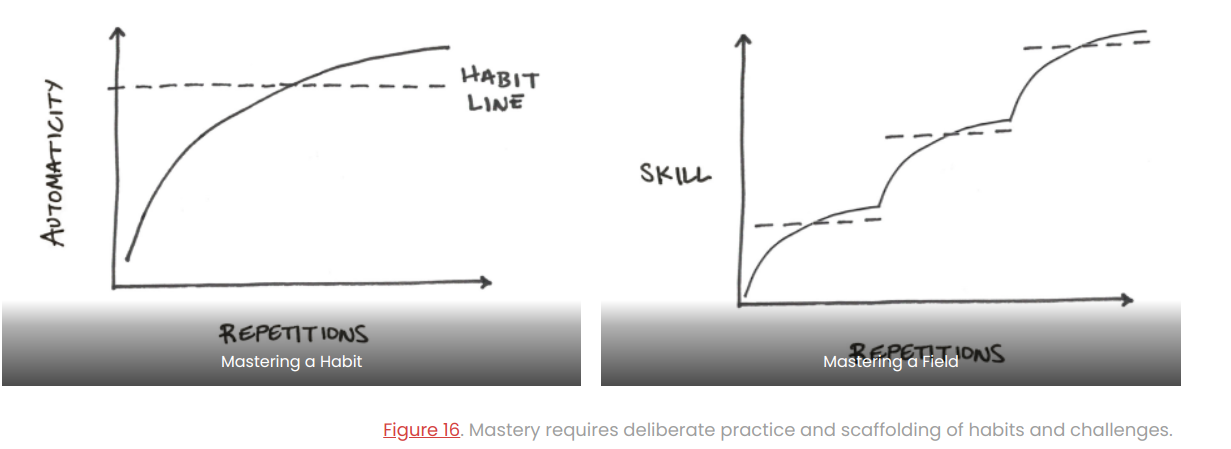 AUTOMATICITY
HABIT
LINE
REPETITIONS
Mastering a Habit
SKILL
REPETITIONS
Mastering a Field
Figure 16. Mastery requires deliberate practice and scaffolding of habits and challenges.